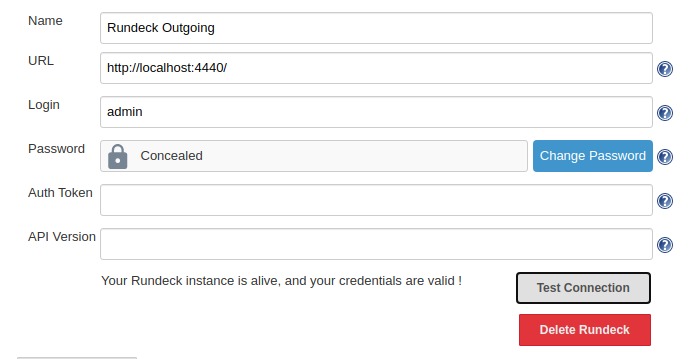 Name Rundeck Outgoing
URL http://localhost:4440/
Login admin
Password Concealed Change Password
Auth Token
API Version
Your Rundeck instance is alive, and your credentials are valid ! Test Connection
Delete Rundeck